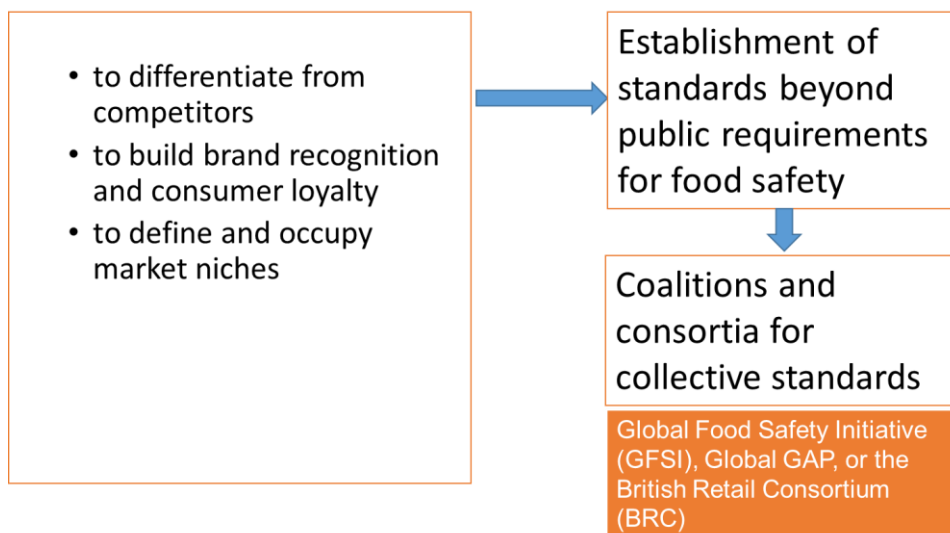 • to differentiate from
competitors
• to build brand recognition
and consumer loyalty
• to define and occupy
market niches
Establishment of
standards beyond
public requirements
for food safety
Coalitions and
consortia for
collective standards
Global Food Safety Initiative
(GFSI), Global GAP, or the
British Retail Consortium
(BRC)